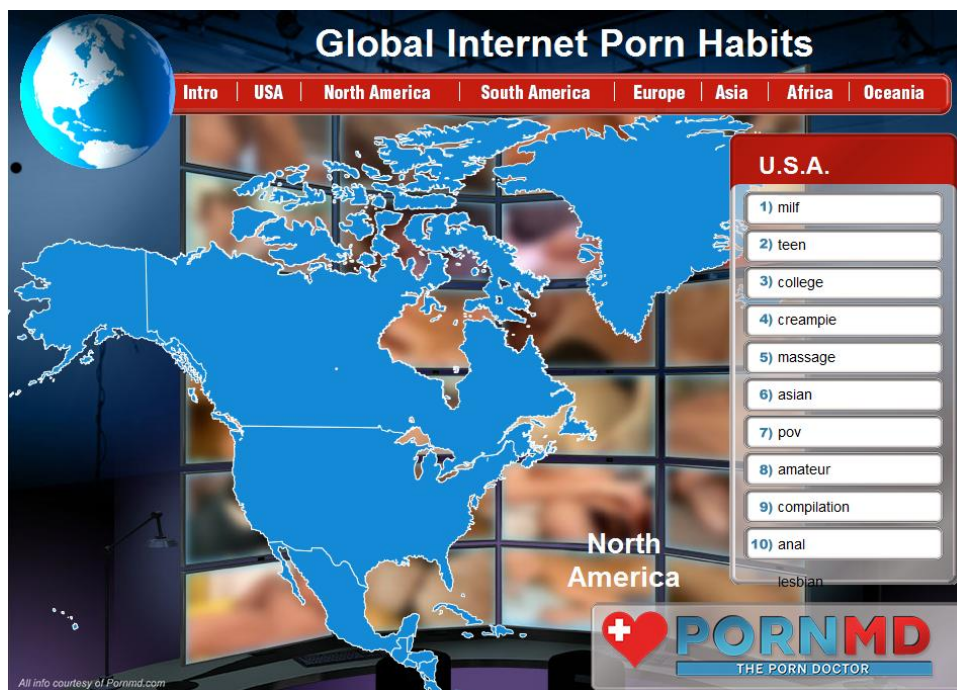 Global Internet Porn Habits
Intro | USA | North America | South America | Europe | Asia | Africa | Oceania
U.S.A.
1) milf
2) teen
3) college
4) creampie
5) massage
6) asian
7) pov
8) amateur
9) compilation
10) anal
lesbian
North
America
PORNMD
THE PORN DOCTOR
All info courtesy of Pornmd.com